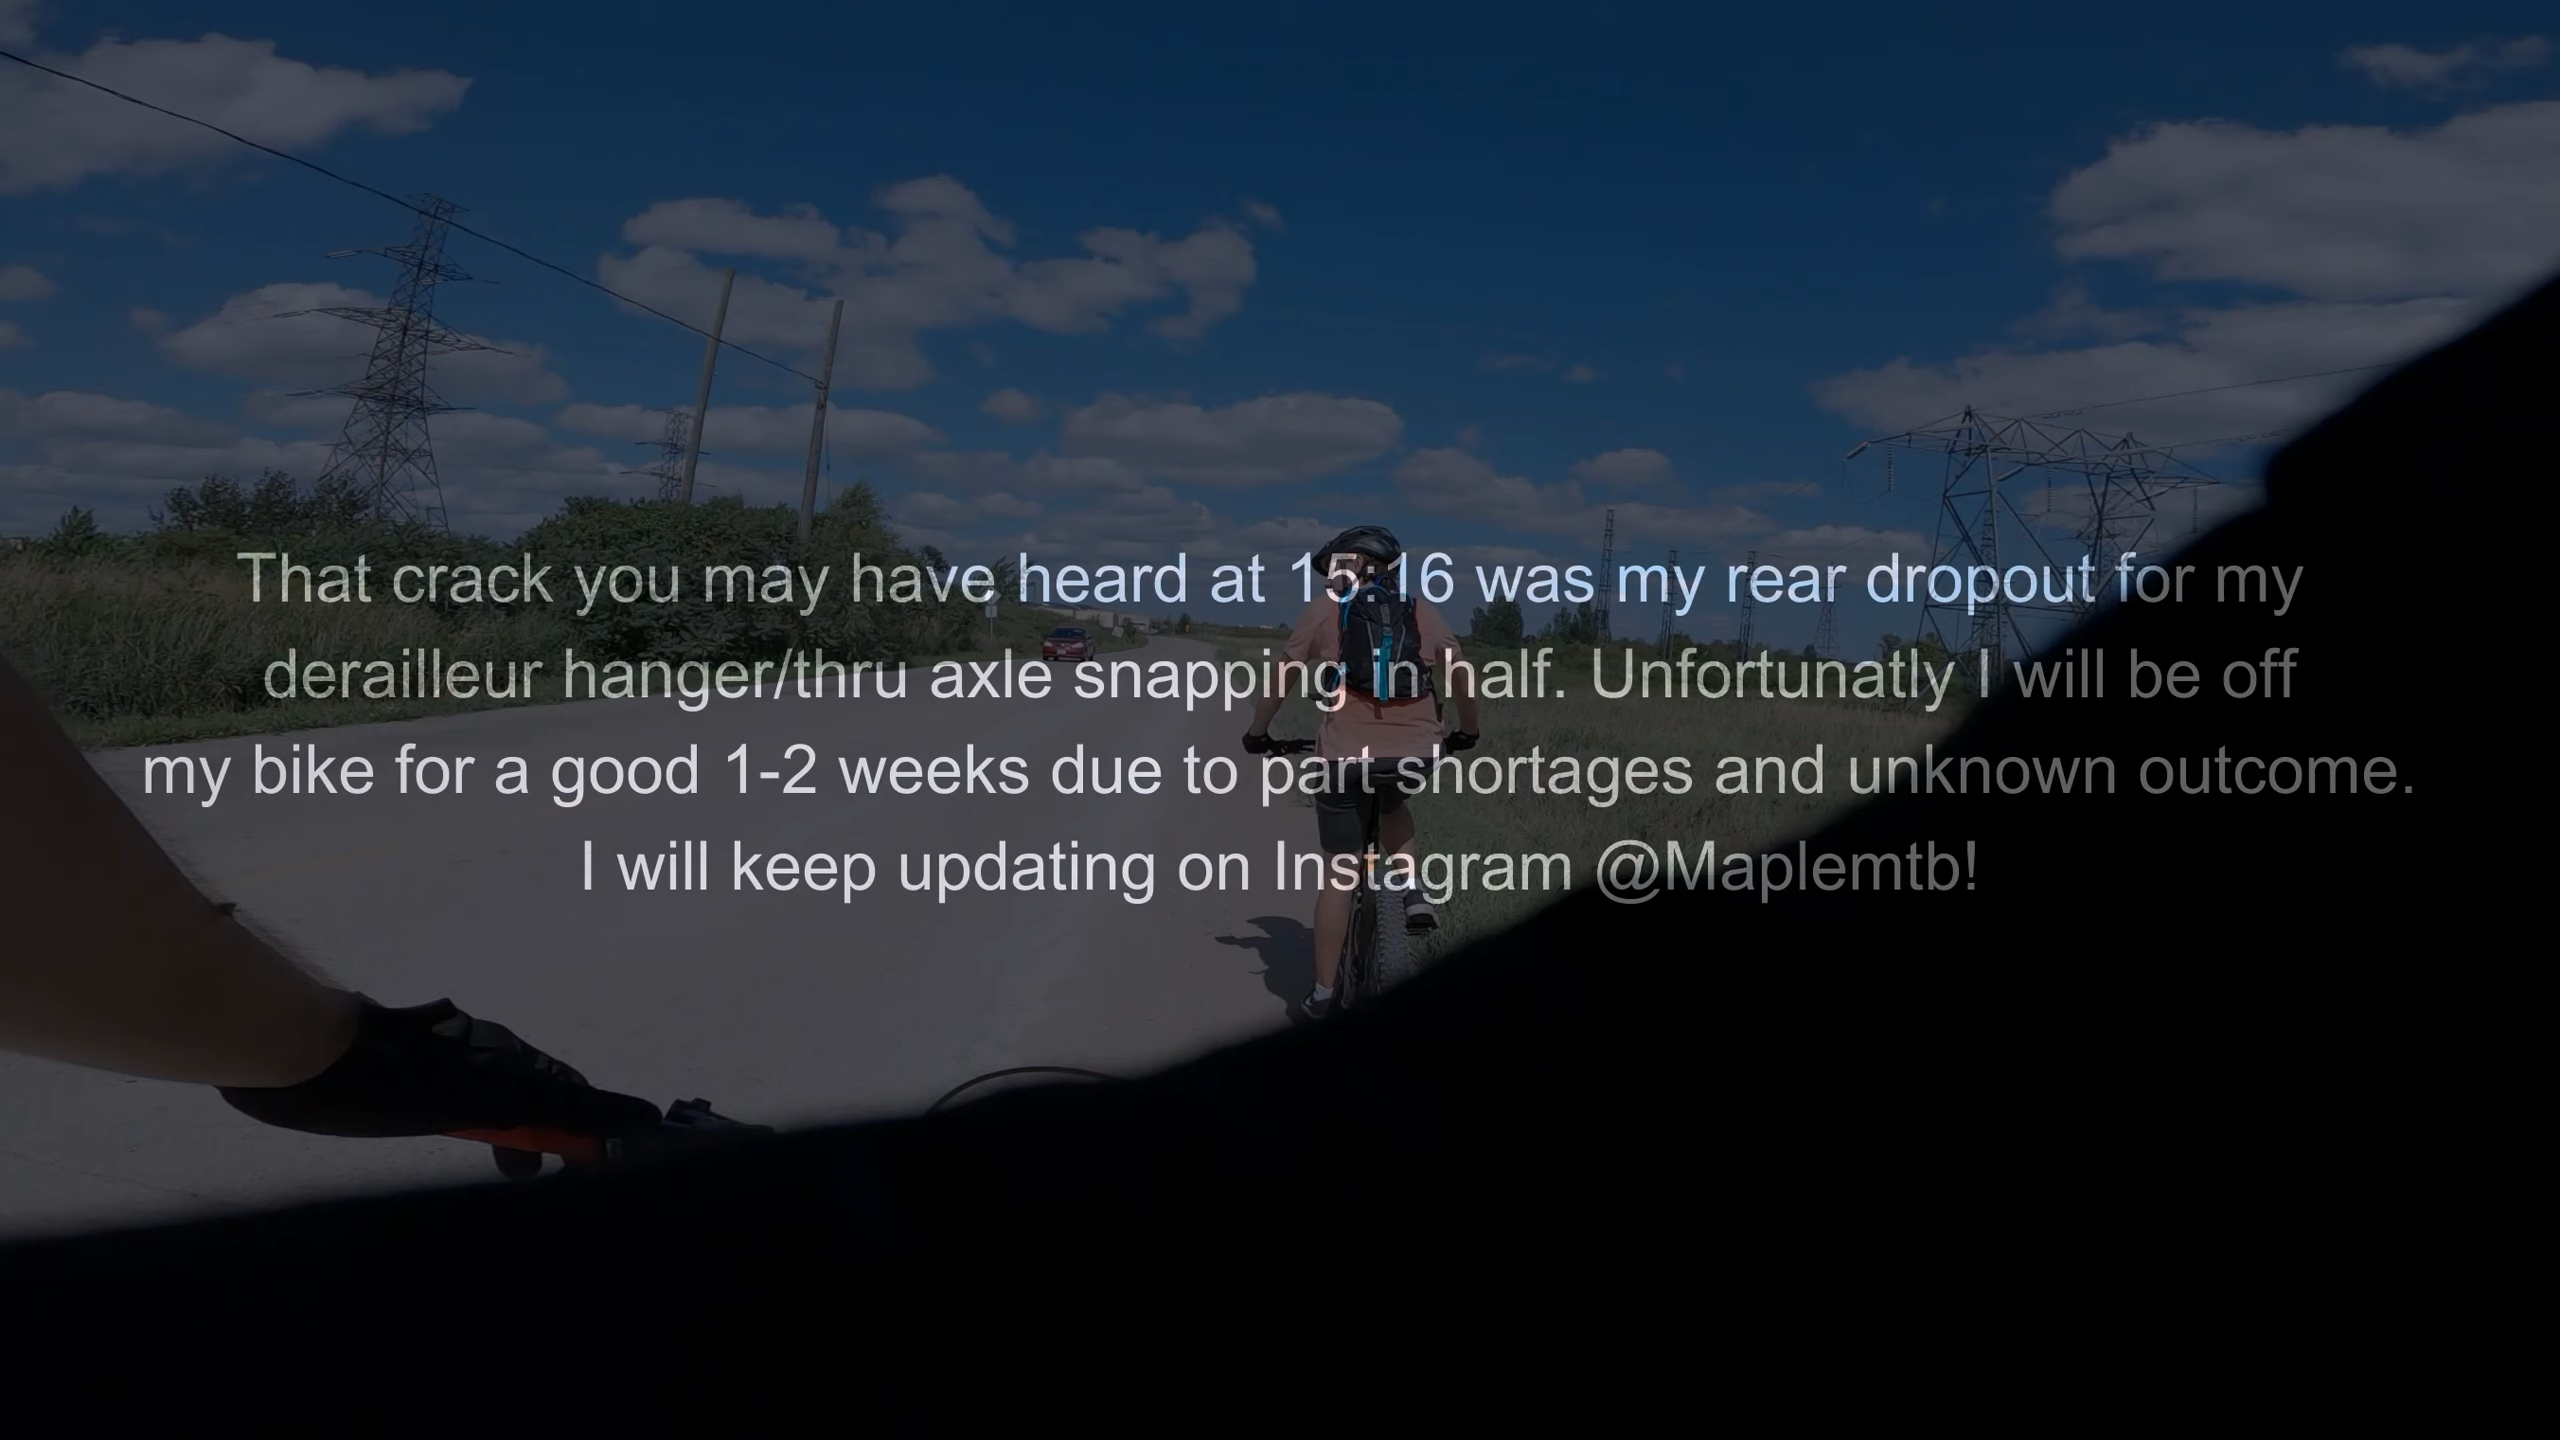 That crack you may have heard at 15:16 was my rear dropout for my
derailleur hanger/thru axle snapping in half. Unfortunatly I will be off
my bike for a good 1-2 weeks due to part shortages and unknown outcome.
I will keep updating on Instagram @Maplemtb!